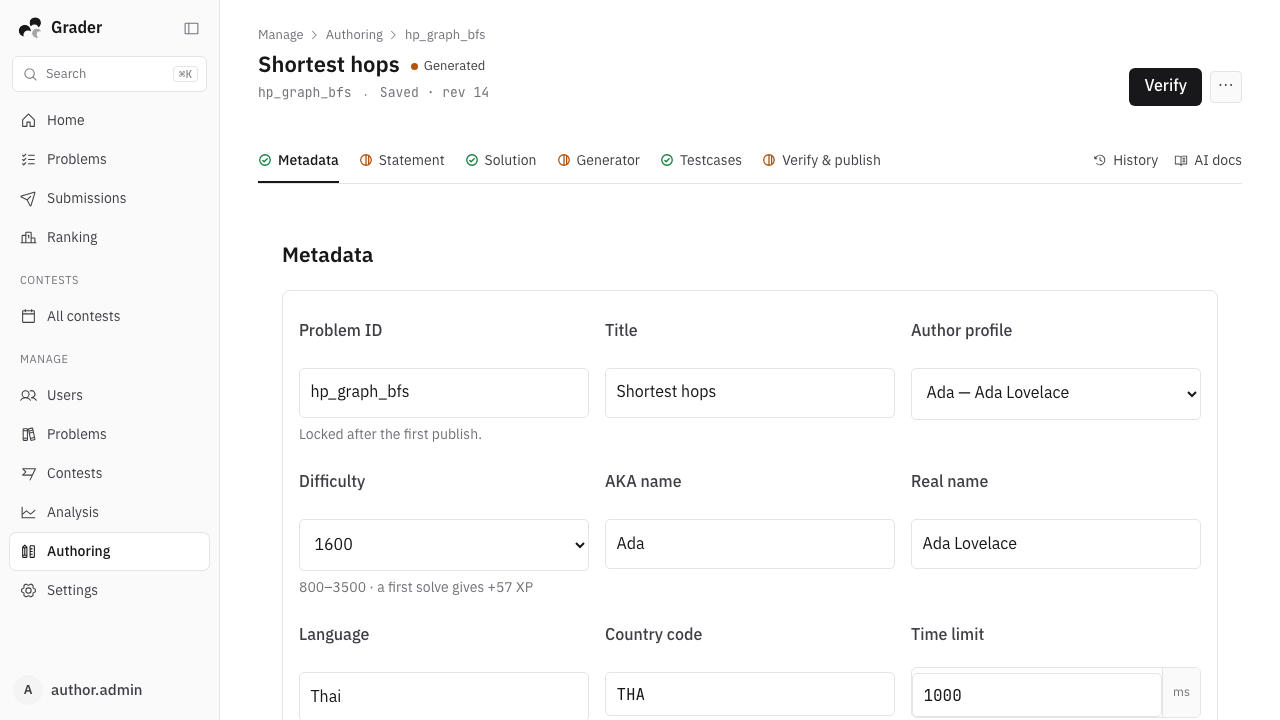 Grader
Search ⌘K
Home
Problems
Submissions
Ranking
CONTESTS
All contests
MANAGE
Users
Problems
Contests
Analysis
Authoring
Settings
A author.admin
Manage > Authoring > hp_graph_bfs
Shortest hops Generated
hp_graph_bfs . Saved · rev 14
Verify ...
Metadata Statement Solution Generator Testcases Verify & publish History AI docs
Metadata
Problem ID Title Author profile
hp_graph_bfs Shortest hops Ada — Ada Lovelace
Locked after the first publish.
Difficulty AKA name Real name
1600 Ada Ada Lovelace
800–3500 · a first solve gives +57 XP
Language Country code Time limit
Thai THA 1000 ms